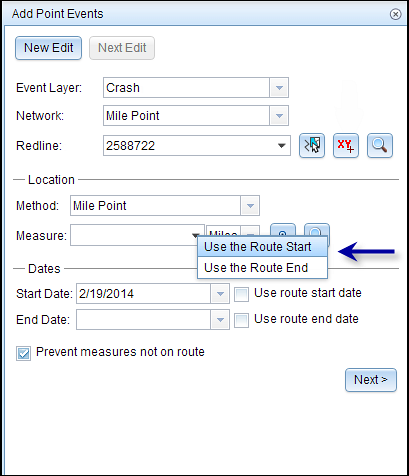 Add Point Events
New Edit Next Edit
Event Layer: Crash
Network: Mile Point
Redline: 2588722
XY
Location
Method: Mile Point
Measure: Miles
Use the Route Start
Use the Route End
Dates
Start Date: 2/19/2014 Use route start date
End Date: Use route end date
Prevent measures not on route
Next >